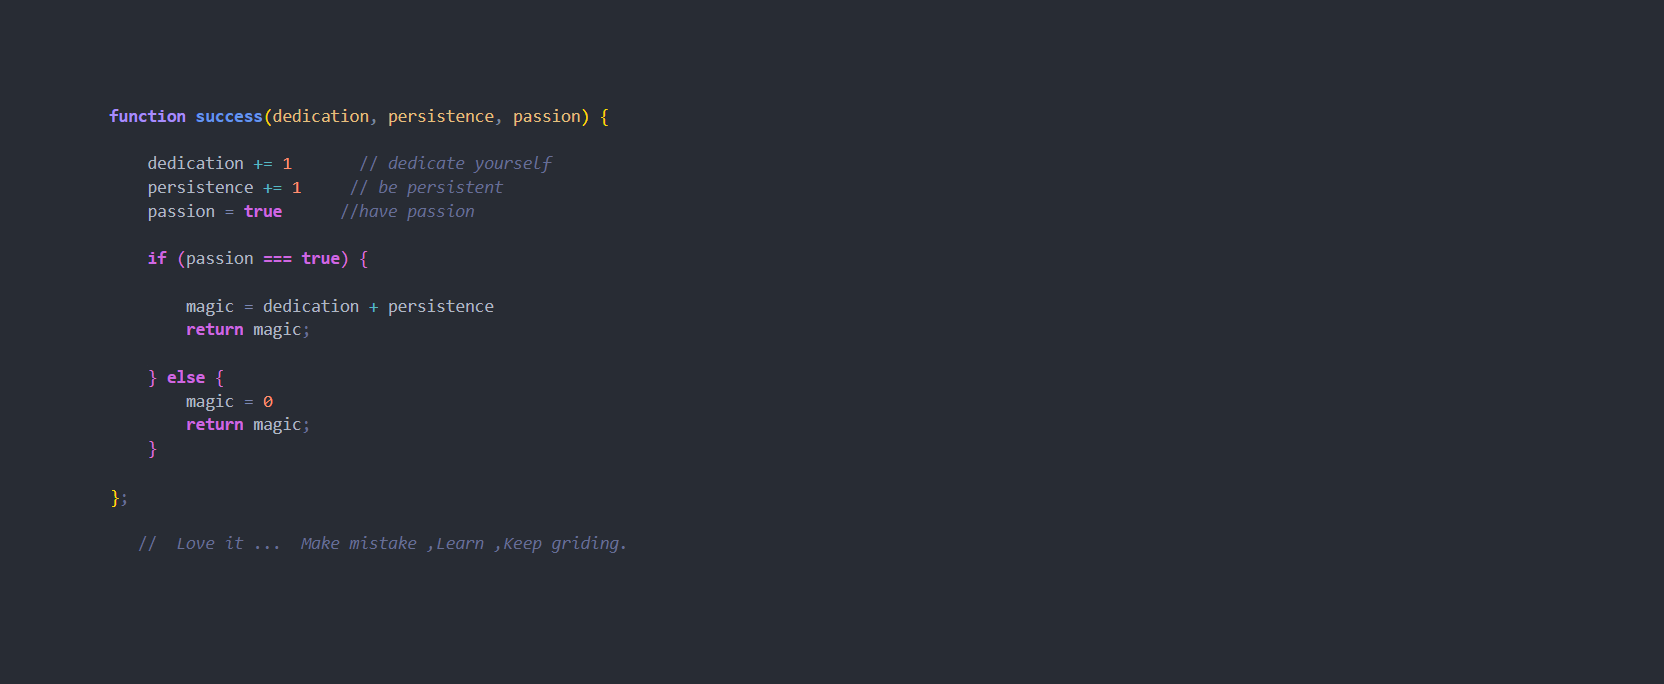 function success(dedication, persistence, passion) {
dedication += 1 // dedicate yourself
persistence += 1 // be persistent
passion = true //have passion
if (passion === true) {
magic = dedication + persistence
return magic;
} else {
magic = 0
return magic;
}
};
// Love it ... Make mistake ,Learn ,Keep griding.